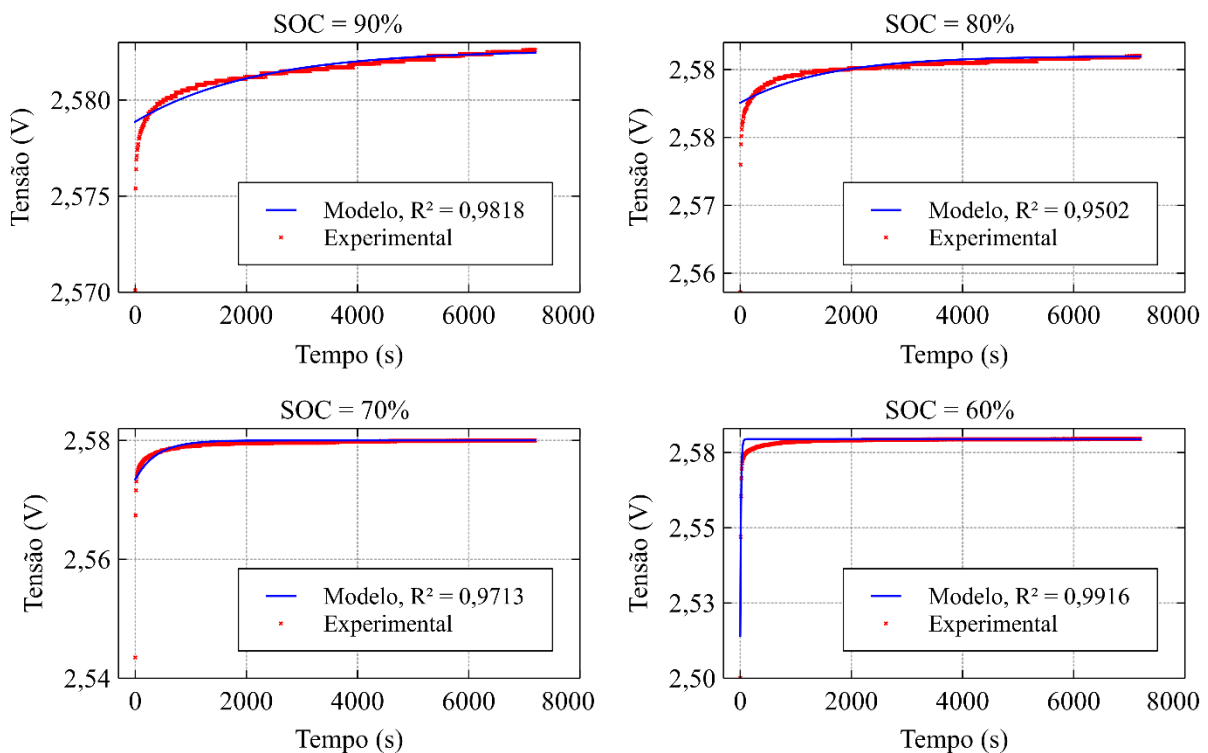 SOC = 90%
2,580
2,575
2,570
Tensão (V)
Modelo, R² = 0,9818
Experimental
0 2000 4000 6000 8000
Tempo (s)
SOC = 80%
2,58
2,58
2,57
2,56
Tensão (V)
Modelo, R² = 0,9502
Experimental
0 2000 4000 6000 8000
Tempo (s)
SOC = 70%
2,58
2,56
2,54
Tensão (V)
Modelo, R² = 0,9713
Experimental
0 2000 4000 6000 8000
Tempo (s)
SOC = 60%
2,58
2,55
2,53
2,50
Tensão (V)
Modelo, R² = 0,9916
Experimental
0 2000 4000 6000 8000
Tempo (s)